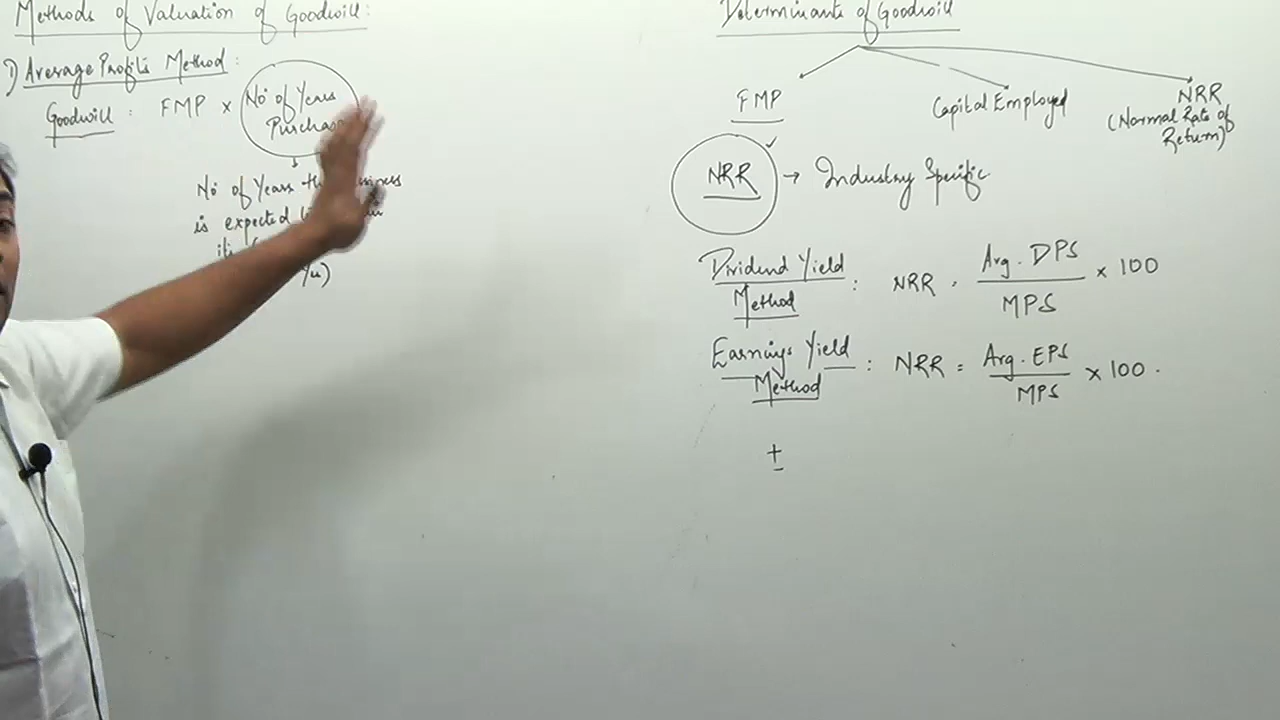 Methods of Valuation of Goodwill:
1) Average Profits Method:
Goodwill : FMP × No of Years
Purchase
No of Years the
is expected
Determinants of Goodwill
FMP
Capital Employed
NRR
(Normal Rate of
Return)
NRR → Industry Specific
Dividend Yield
Method : NRR = Avg. DPS
MPS × 100
Earnings Yield
Method : NRR = Avg. EPS
MPS × 100.
±